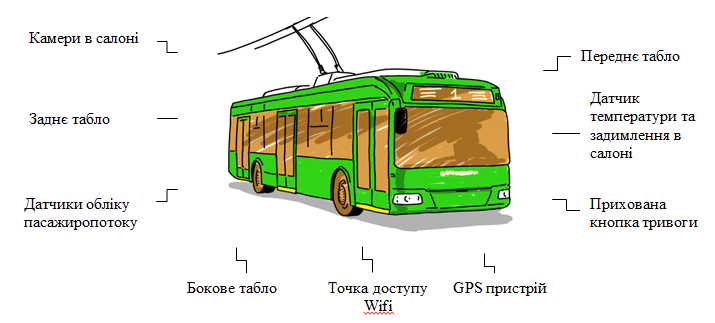 Камери в салоні
Переднє табло
Заднє табло
Датчик
температури та
задимлення в
салоні
Датчики обліку
пасажиропотоку
Прихована
кнопка тривоги
Бокове табло
Точка доступу
Wifi
GPS пристрій
1